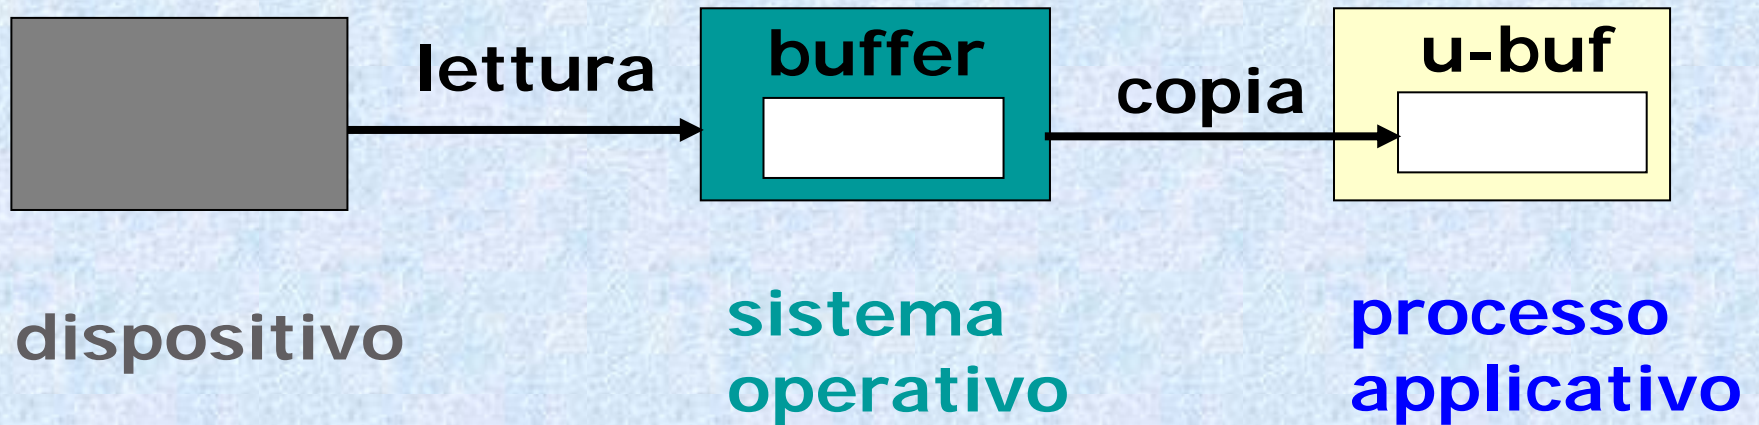 lettura
buffer
copia
u-buf
dispositivo
sistema
operativo
processo
applicativo